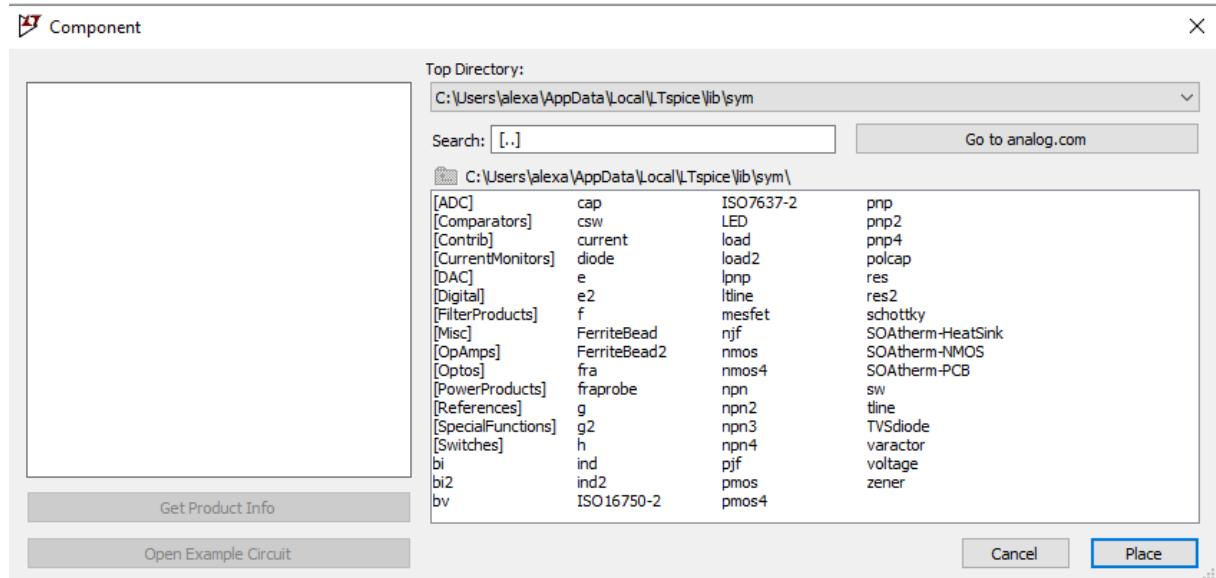 Component
Top Directory:
C:\Users\alexa\AppData\Local\LTspice\lib\sym
Search: [..]
Go to analog.com
C:\Users\alexa\AppData\Local\LTspice\lib\sym\
[ADC] cap ISO7637-2 pnp
[Comparators] csw LED pnp2
[Contrib] current load pnp4
[CurrentMonitors] diode load2 polcap
[DAC] e lpnp res
[Digital] e2 ltline res2
[FilterProducts] f mesfet schottky
[Misc] FerriteBead njf SOAtherm-HeatSink
[OpAmps] FerriteBead2 nmos SOAtherm-NMOS
[Optos] fra nmos4 SOAtherm-PCB
[PowerProducts] fraprobe npn sw
[References] g npn2 tline
[SpecialFunctions] g2 npn3 TVSdiode
[Switches] h npn4 varactor
bi ind pjf voltage
bi2 ind2 pmos zener
bv ISO16750-2 pmos4
Get Product Info
Open Example Circuit
Cancel
Place